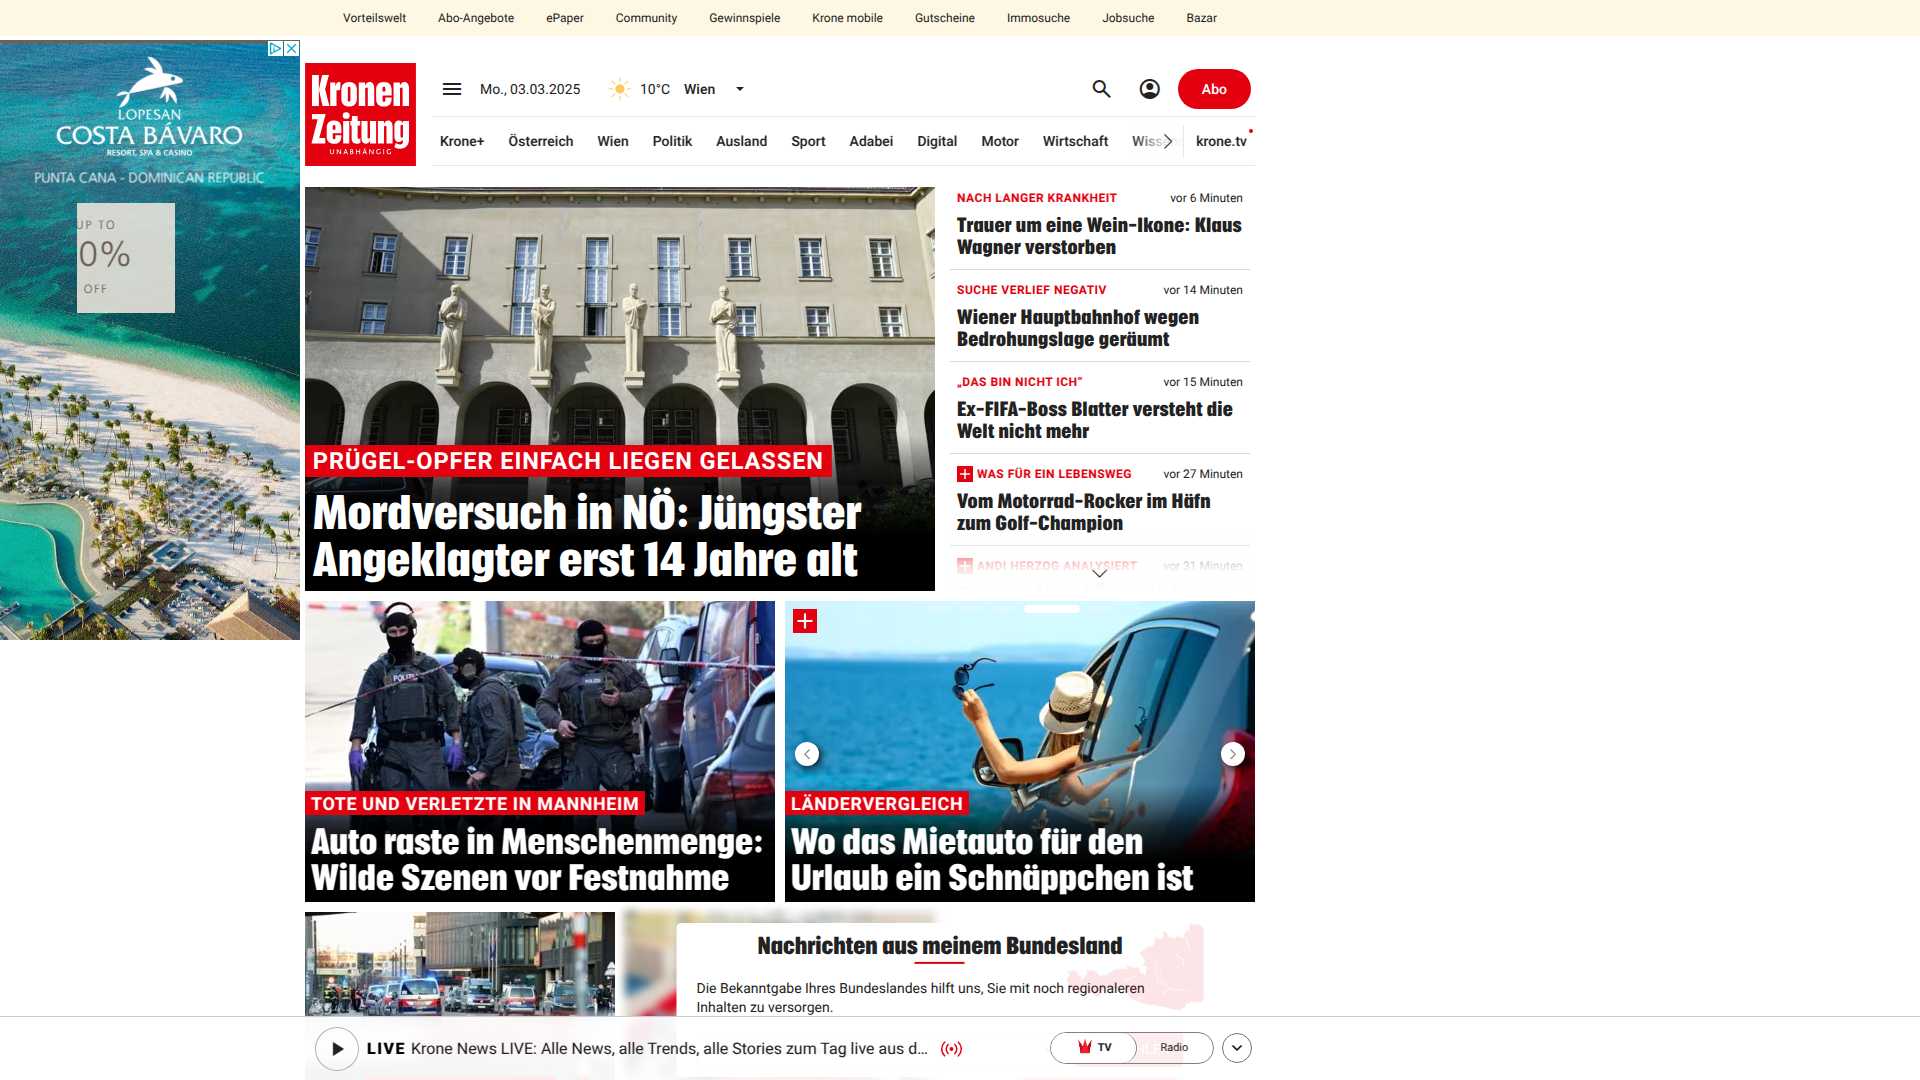 Vorteilswelt
Abo-Angebote
ePaper
Community
Gewinnspiele
Krone mobile
Gutscheine
Immosuche
Jobsuche
Bazar
LOPESAN
COSTA BÁVARO
RESORT, SPA & CASINO
PUNTA CANA - DOMINICAN REPUBLIC
UP TO
0%
OFF
Kronen
Zeitung
UNABHÄNGIG
Mo., 03.03.2025
10°C
Wien
Abo
Krone+
Österreich
Wien
Politik
Ausland
Sport
Adabei
Digital
Motor
Wirtschaft
krone.tv
PRÜGEL-OPFER EINFACH LIEGEN GELASSEN
Mordversuch in NÖ: Jüngster
Angeklagter erst 14 Jahre alt
NACH LANGER KRANKHEIT
vor 6 Minuten
Trauer um eine Wein-Ikone: Klaus
Wagner verstorben
SUCHE VERLIEF NEGATIV
vor 14 Minuten
Wiener Hauptbahnhof wegen
Bedrohungslage geräumt
„DAS BIN NICHT ICH“
vor 15 Minuten
Ex-FIFA-Boss Blatter versteht die
Welt nicht mehr
WAS FÜR EIN LEBENSWEG
vor 27 Minuten
Vom Motorrad-Rocker im Häfn
zum Golf-Champion
ANDI HERZOG ANALYSIERT
vor 31 Minuten
POLIZEI
POLIZEI
TOTE UND VERLETZTE IN MANNHEIM
Auto raste in Menschenmenge:
Wilde Szenen vor Festnahme
LÄNDERVERGLEICH
Wo das Mietauto für den
Urlaub ein Schnäppchen ist
Nachrichten aus meinem Bundesland
Die Bekanntgabe Ihres Bundeslandes hilft uns, Sie mit noch regionaleren
Inhalten zu versorgen.
LIVE Krone News LIVE: Alle News, alle Trends, alle Stories zum Tag live aus d...
TV
Radio